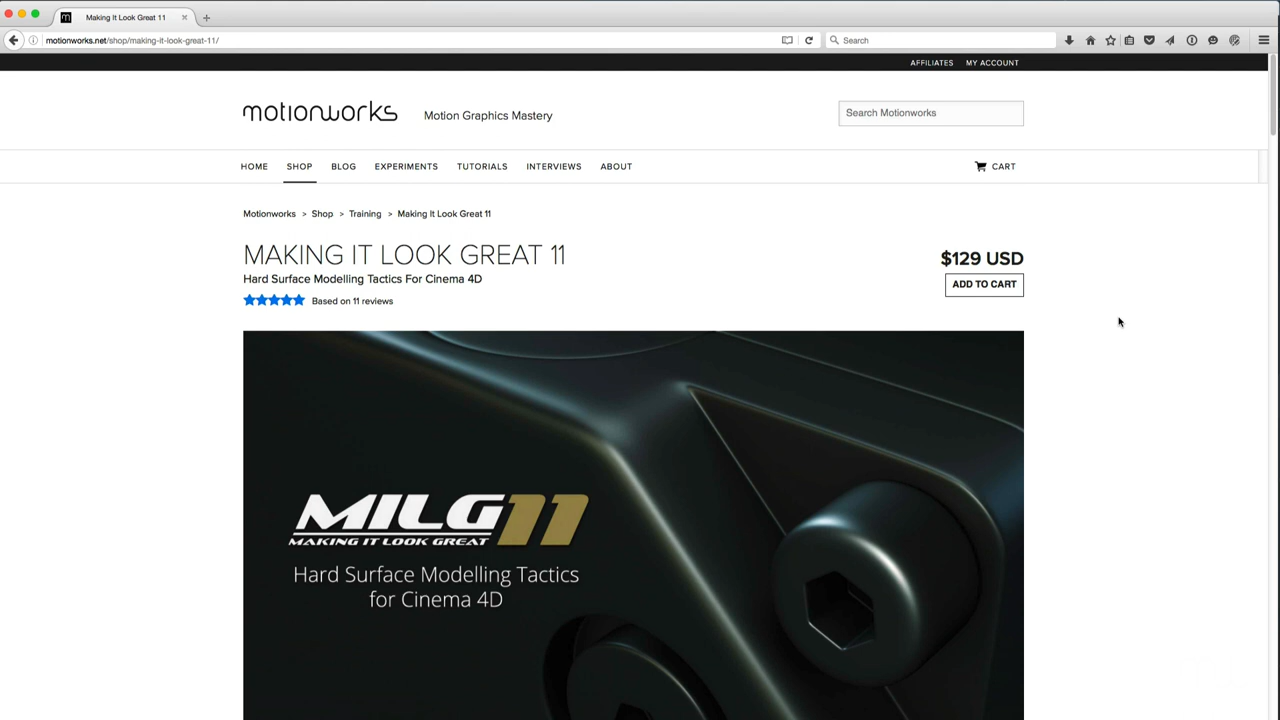 Making It Look Great 11
motionworks.net/shop/making-it-look-great-11/
Search
AFFILIATES MY ACCOUNT
motionworks Motion Graphics Mastery
Search Motionworks
HOME SHOP BLOG EXPERIMENTS TUTORIALS INTERVIEWS ABOUT CART
Motionworks > Shop > Training > Making It Look Great 11
MAKING IT LOOK GREAT 11
$129 USD
Hard Surface Modelling Tactics For Cinema 4D
ADD TO CART
Based on 11 reviews
MILG11
MAKING IT LOOK GREAT
Hard Surface Modelling Tactics
for Cinema 4D